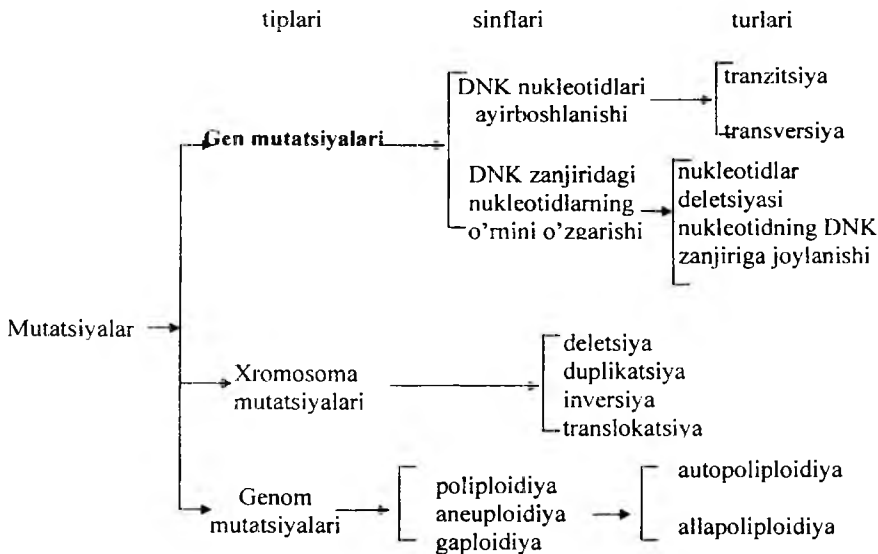 tiplari
sinflari
turlari
DNK nukleotidlari
ayirboshlanishi
tranzitsiya
transversiya
Gen mutatsiyalari
DNK zanjiridagi
nukleotidlarning
o'rnini o'zgarishi
nukleotidlar
deletsiyasi
nukleotidning DNK
zanjiriga joylanishi
Mutatsiyalar
Xromosoma
mutatsiyalari
deletsiya
duplikatsiya
inversiya
translokatsiya
Genom
mutatsiyalari
poliploidiya
aneuploidiya
gaploidiya
autopoliploidiya
allapoliploidiya